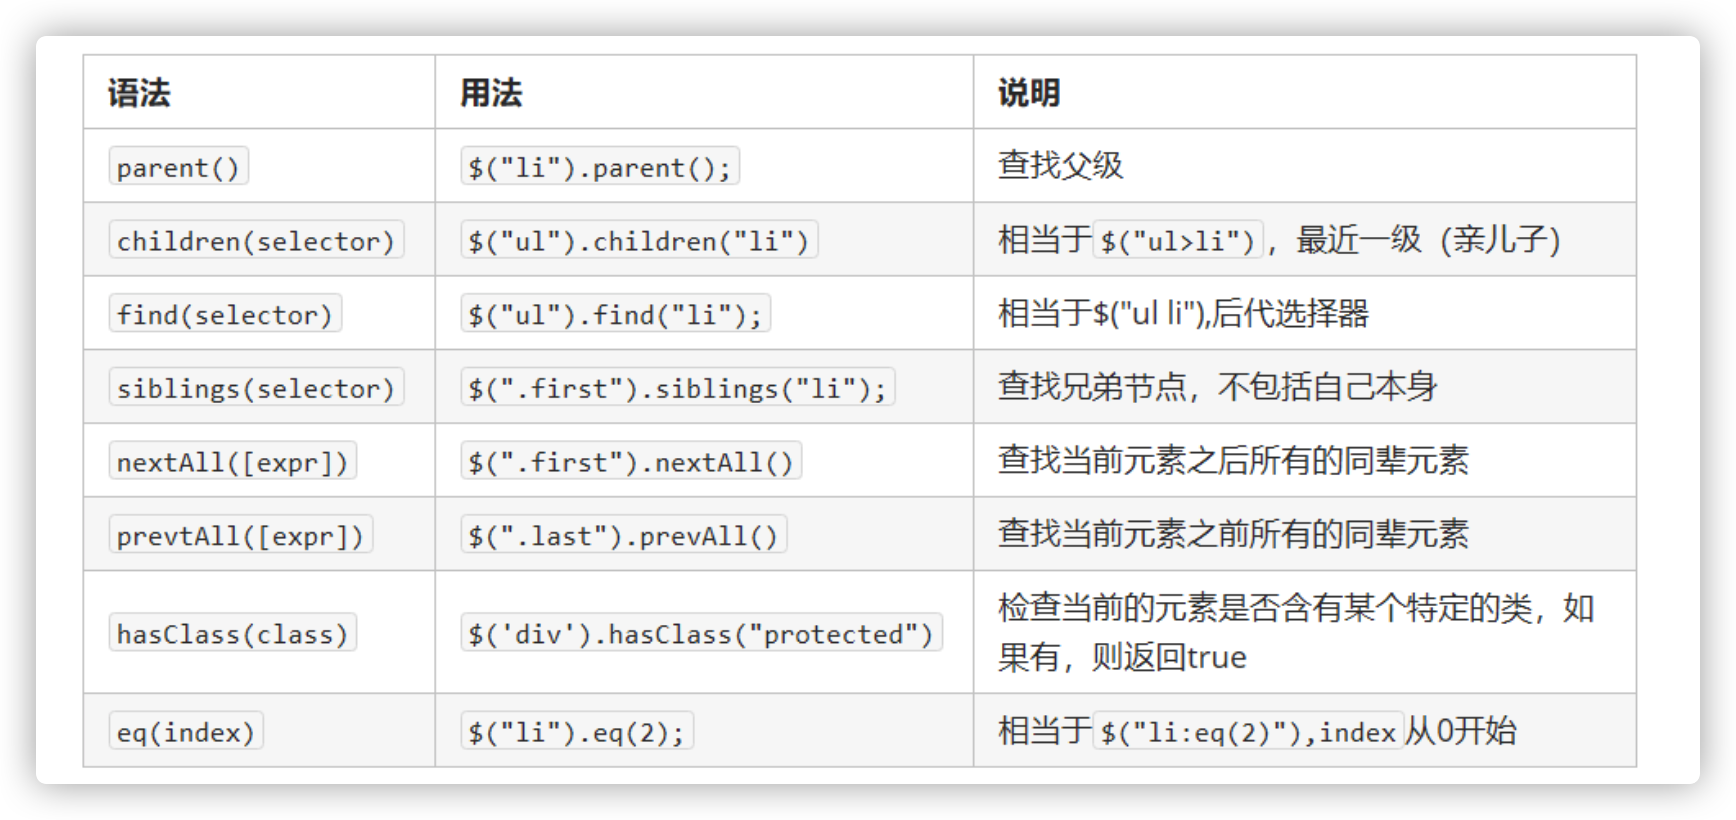 语法 用法 说明
parent() $("li").parent(); 查找父级
children(selector) $("ul").children("li") 相当于$("ul>li")，最近一级（亲儿子）
find(selector) $("ul").find("li"); 相当于$("ul li"),后代选择器
siblings(selector) $(".first").siblings("li"); 查找兄弟节点，不包括自己本身
nextAll([expr]) $(".first").nextAll() 查找当前元素之后所有的同辈元素
prevtAll([expr]) $(".last").prevAll() 查找当前元素之前所有的同辈元素
hasClass(class) $('div').hasClass("protected") 检查当前的元素是否含有某个特定的类，如
果有，则返回true
eq(index) $("li").eq(2); 相当于$("li:eq(2)"),index从0开始